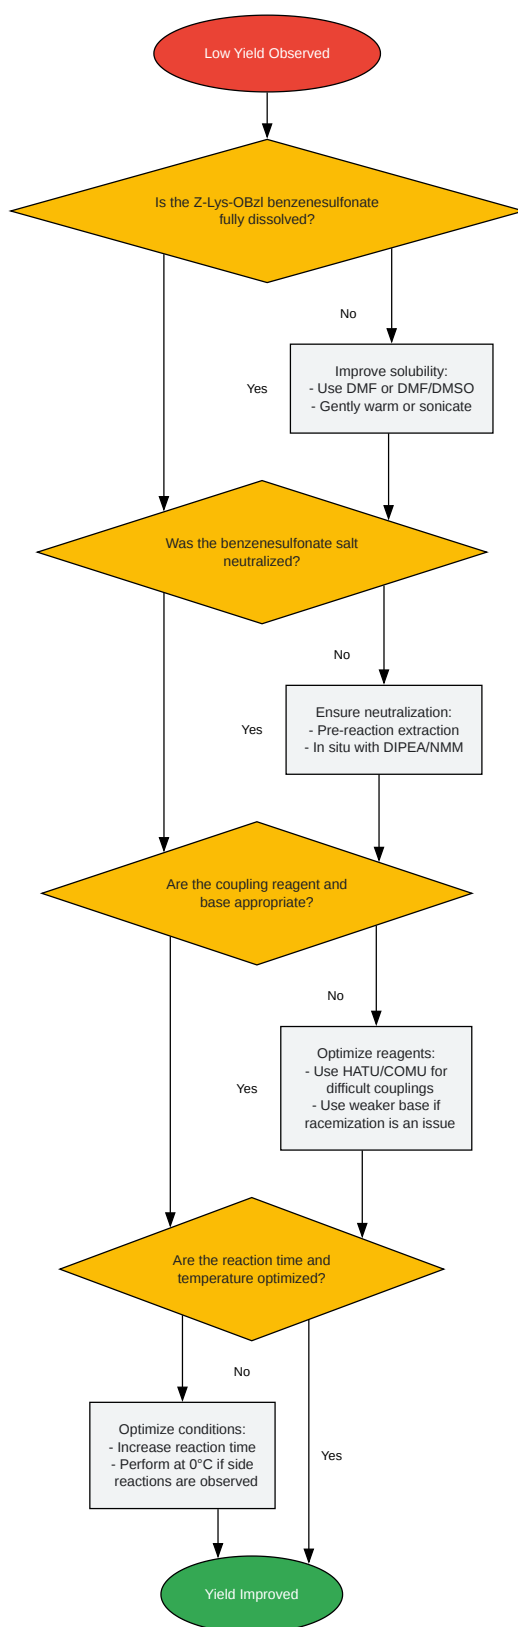 Low Yield Observed
Is the Z-Lys-OBzl benzenesulfonate
fully dissolved?
No
Improve solubility:
- Use DMF or DMF/DMSO
- Gently warm or sonicate
Yes
Was the benzenesulfonate salt
neutralized?
No
Ensure neutralization:
- Pre-reaction extraction
- In situ with DIPEA/NMM
Yes
Are the coupling reagent and
base appropriate?
No
Optimize reagents:
- Use HATU/COMU for
difficult couplings
- Use weaker base if
racemization is an issue
Yes
Are the reaction time and
temperature optimized?
No
Optimize conditions:
- Increase reaction time
- Perform at 0°C if side
reactions are observed
Yes
Yield Improved